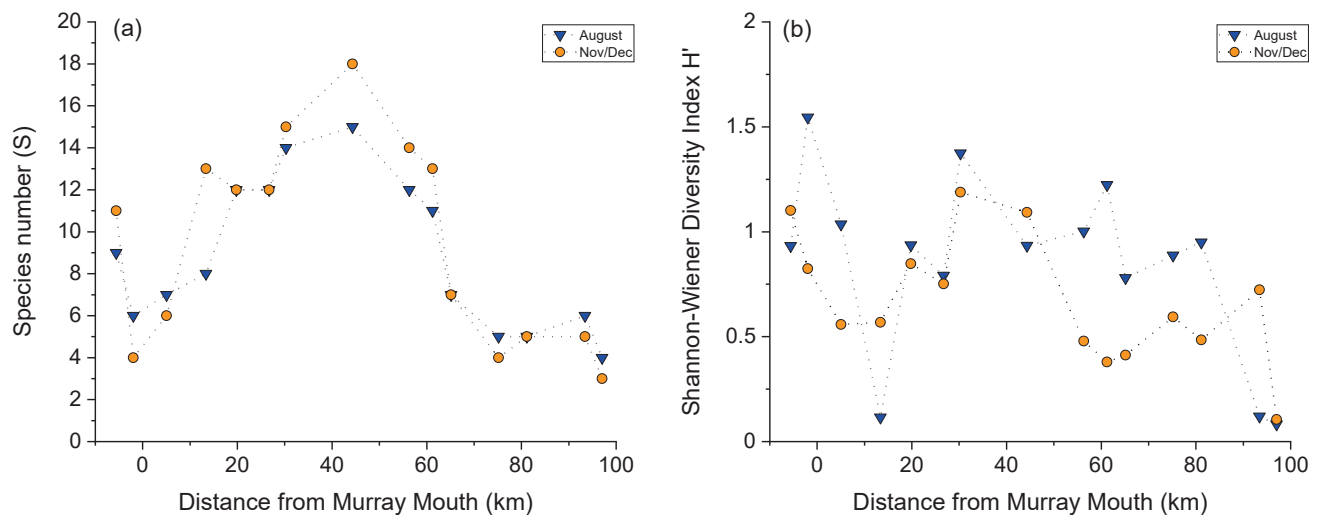 (a)
August
Nov/Dec
Species number (S)
20
18
16
14
12
10
8
6
4
2
0
0 20 40 60 80 100
Distance from Murray Mouth (km)
(b)
August
Nov/Dec
Shannon-Wiener Diversity Index H'
2
1.5
1
0.5
0
0 20 40 60 80 100
Distance from Murray Mouth (km)